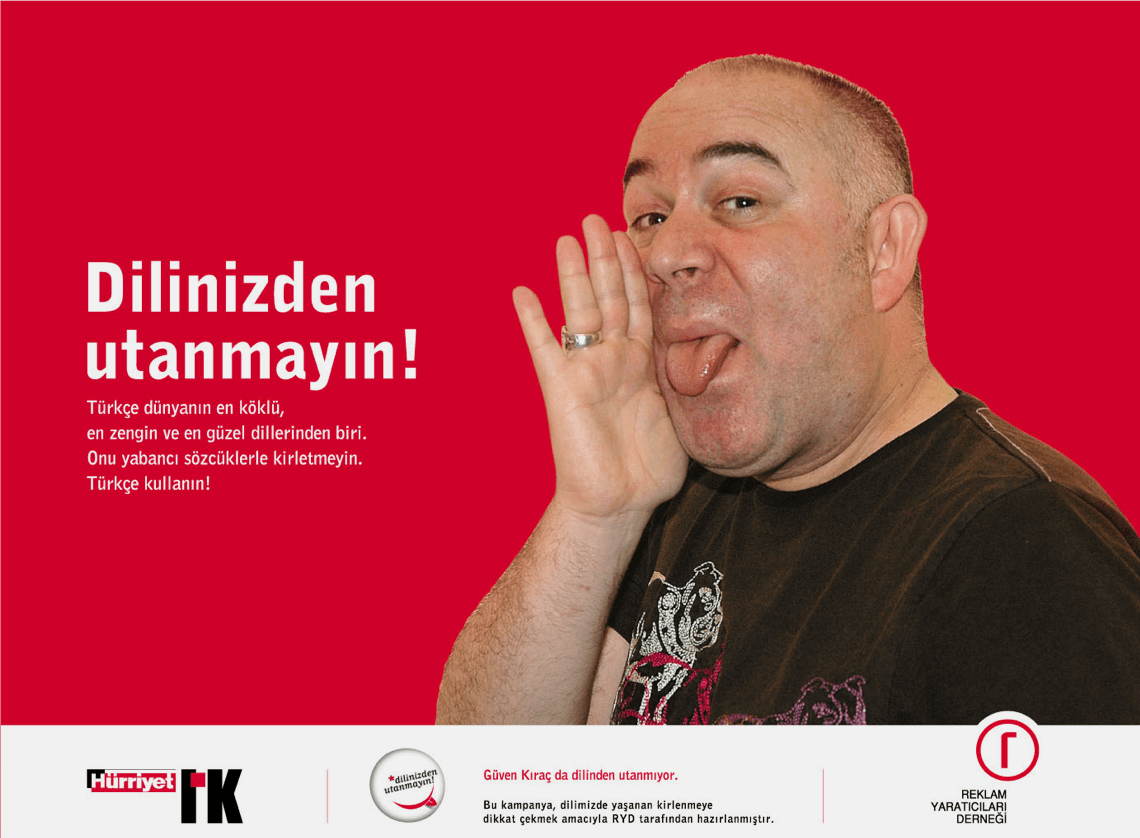 Dilinizden
utanmayın!
Türkçe dünyanın en köklü,
en zengin ve en güzel dillerinden biri.
Onu yabancı sözcüklerle kirletmeyin.
Türkçe kullanın!
Hürriyet
İK
*dilinizden
utanmayın!
Güven Kıraç da dilinden utanmıyor.
Bu kampanya, dilimizde yaşanan kirlenmeye
dikkat çekmek amacıyla RYD tarafından hazırlanmıştır.
r
REKLAM
YARATICILARI
DERNEĞİ